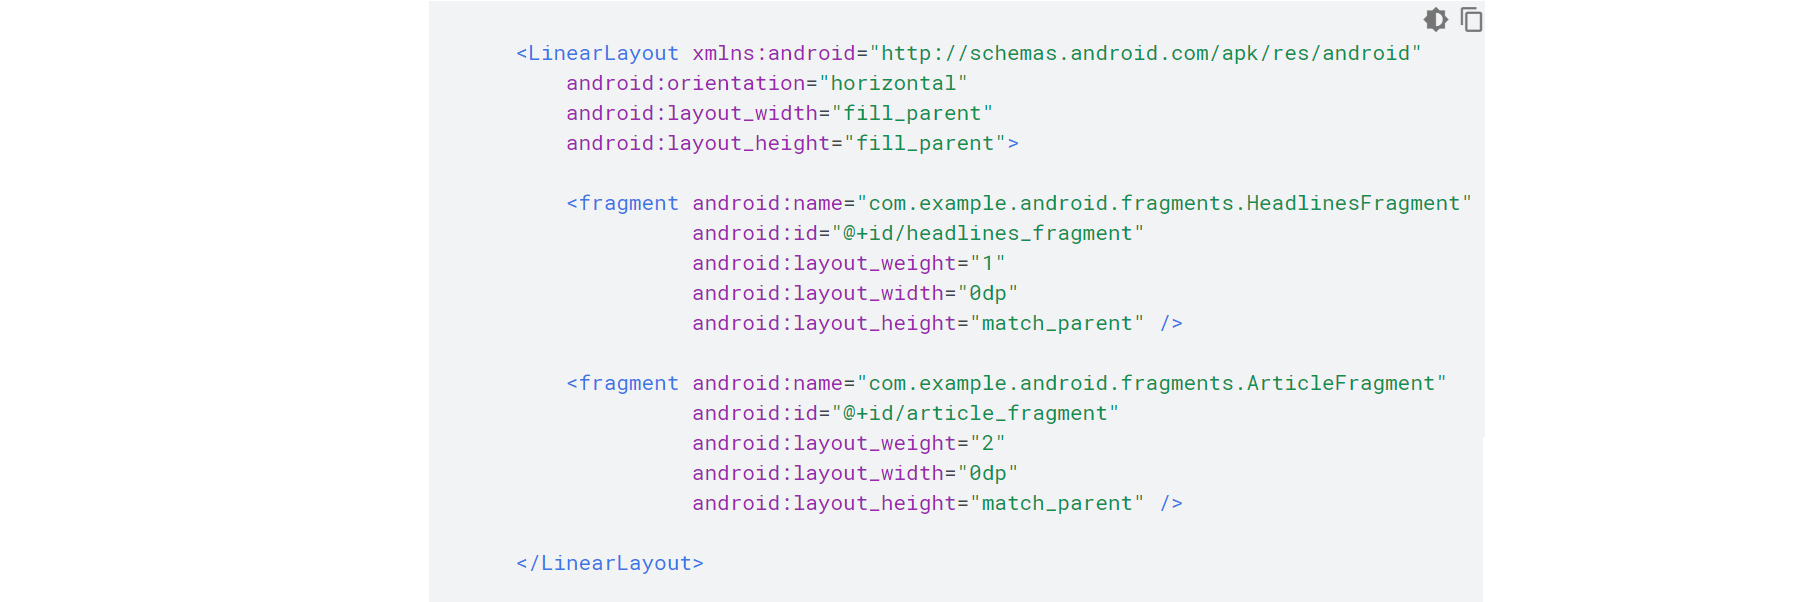 <LinearLayout xmlns:android="http://schemas.android.com/apk/res/android"
    android:orientation="horizontal"
    android:layout_width="fill_parent"
    android:layout_height="fill_parent">

    <fragment android:name="com.example.android.fragments.HeadlinesFragment"
              android:id="@+id/headlines_fragment"
              android:layout_weight="1"
              android:layout_width="0dp"
              android:layout_height="match_parent" />

    <fragment android:name="com.example.android.fragments.ArticleFragment"
              android:id="@+id/article_fragment"
              android:layout_weight="2"
              android:layout_width="0dp"
              android:layout_height="match_parent" />

</LinearLayout>